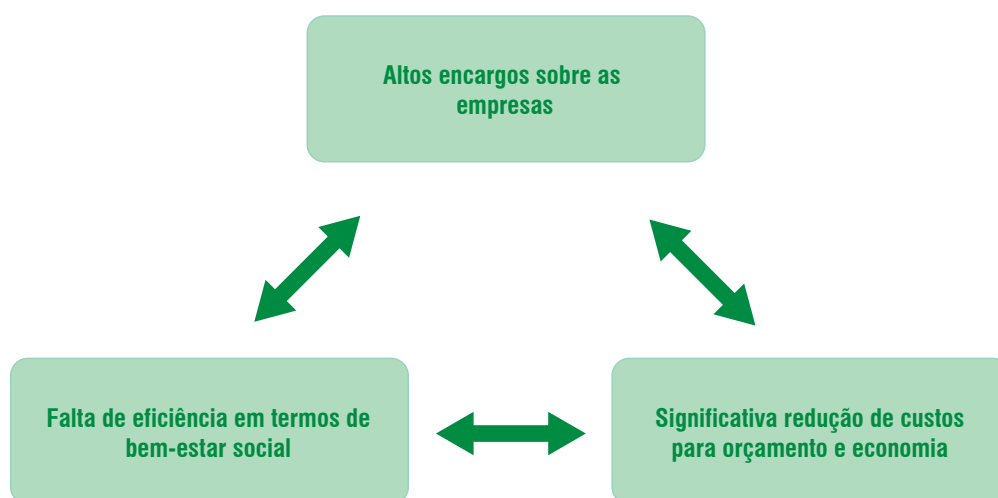 Altos encargos sobre as
empresas
Falta de eficiência em termos de
bem-estar social
Significativa redução de custos
para orçamento e economia